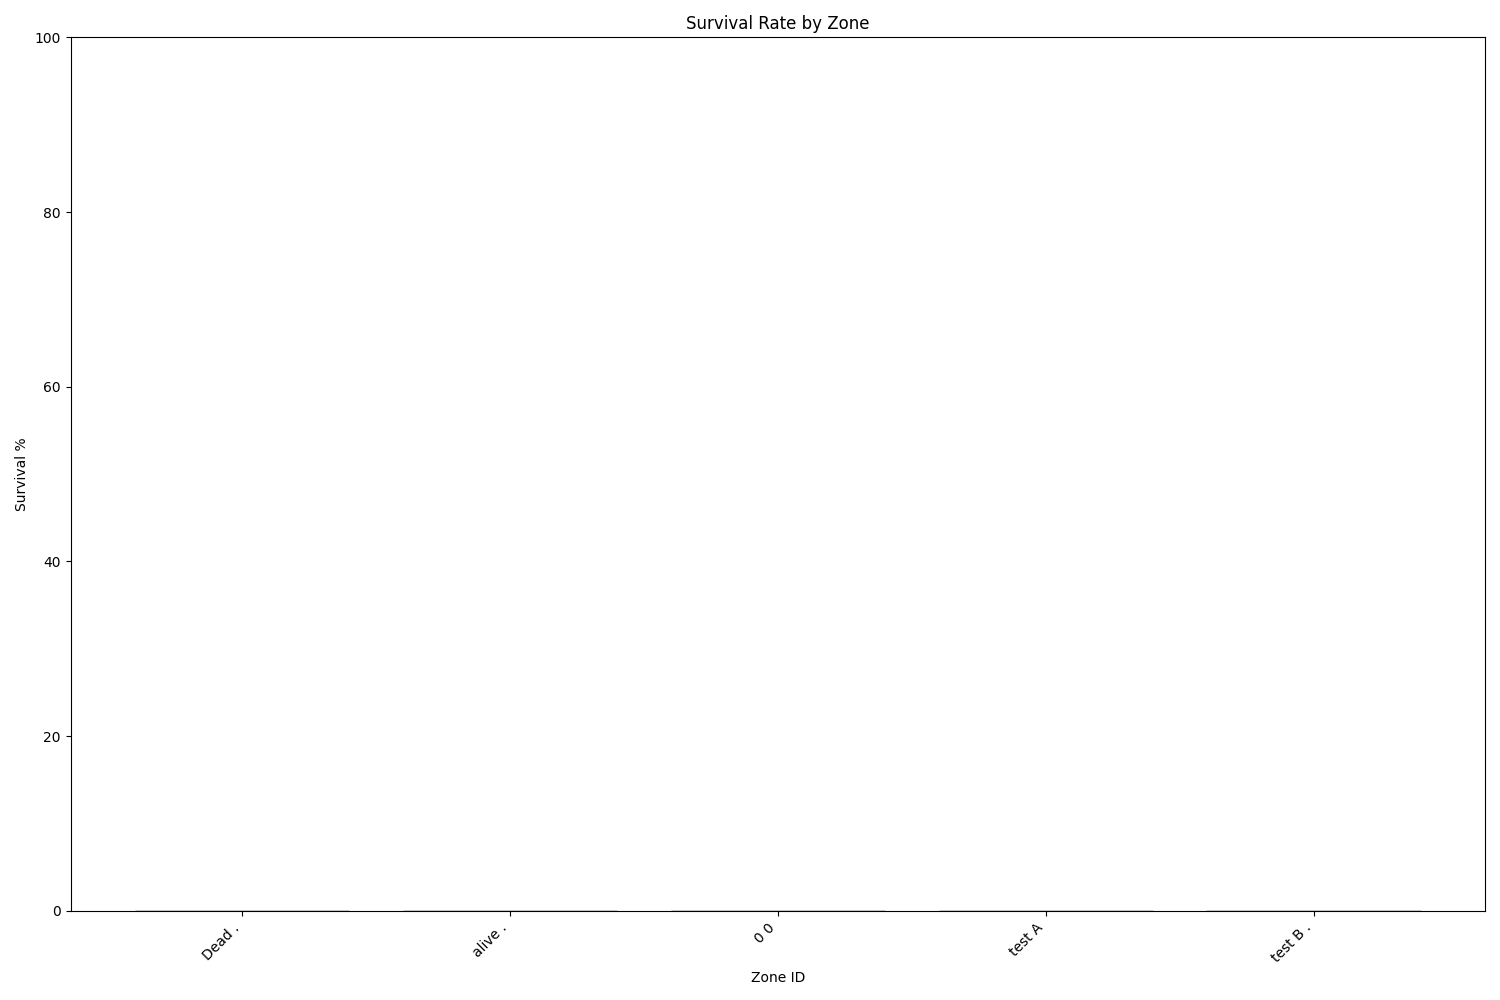 Survival Rate by Zone
100
80
60
40
20
0
Survival %
Dead .
alive .
0 0
test A
test B .
Zone ID